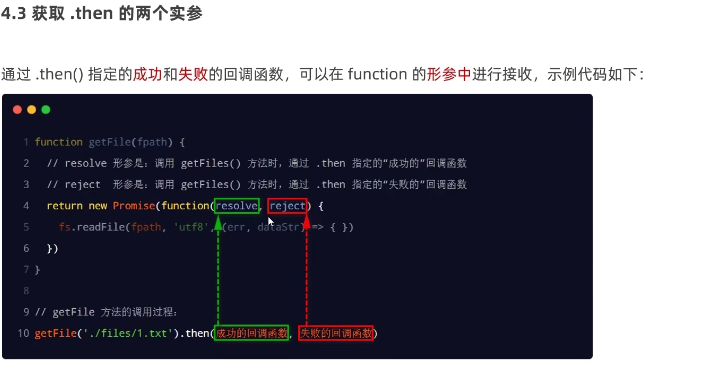 4.3 获取 .then 的两个实参
通过 .then() 指定的成功和失败的回调函数，可以在 function 的形参中进行接收，示例代码如下：
1 function getFile(fpath) {
2 // resolve 形参是：调用 getFiles() 方法时，通过 .then 指定的“成功的”回调函数
3 // reject 形参是：调用 getFiles() 方法时，通过 .then 指定的“失败的”回调函数
4 return new Promise(function(resolve, reject) {
5 fs.readFile(fpath, 'utf8', (err, dataStr) => { })
6 })
7 }
8
9 // getFile 方法的调用过程：
10 getFile('./files/1.txt').then(成功的回调函数, 失败的回调函数)